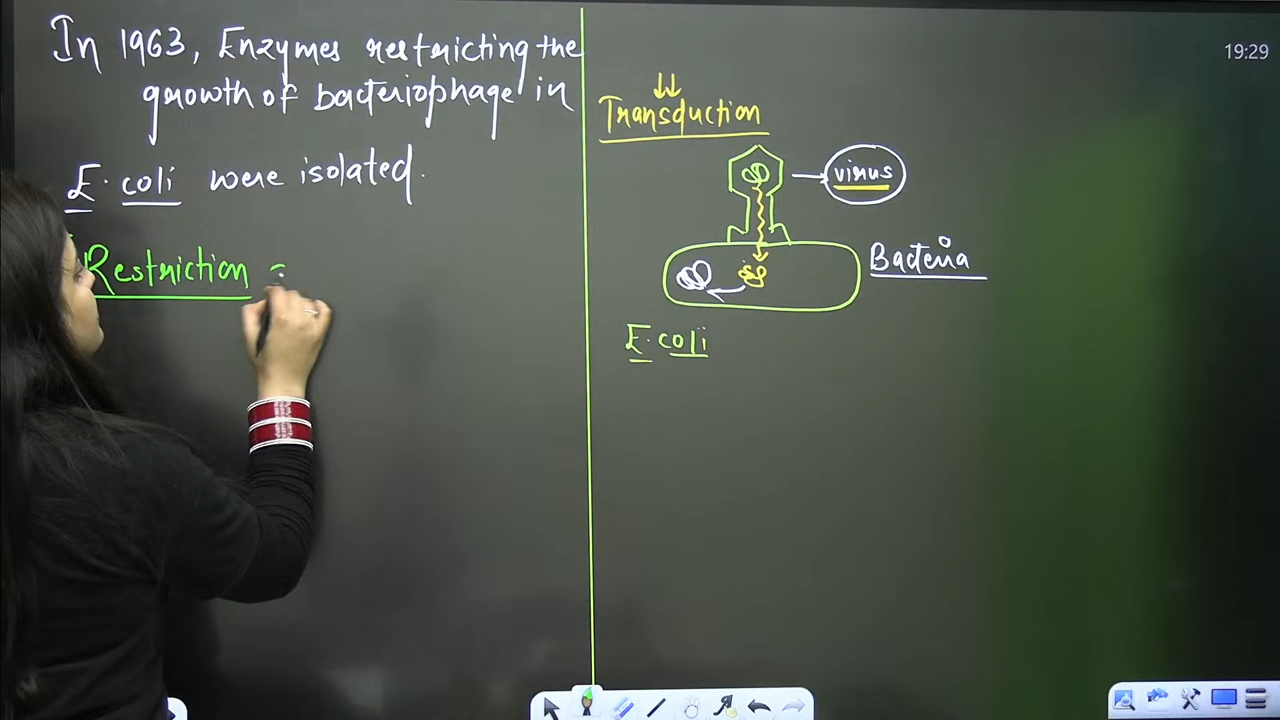 In 1963, Enzymes restricting the
growth of bacteriophage in
E. coli were isolated.
Restriction =
19:29
Transduction
virus
Bacteria
E. coli